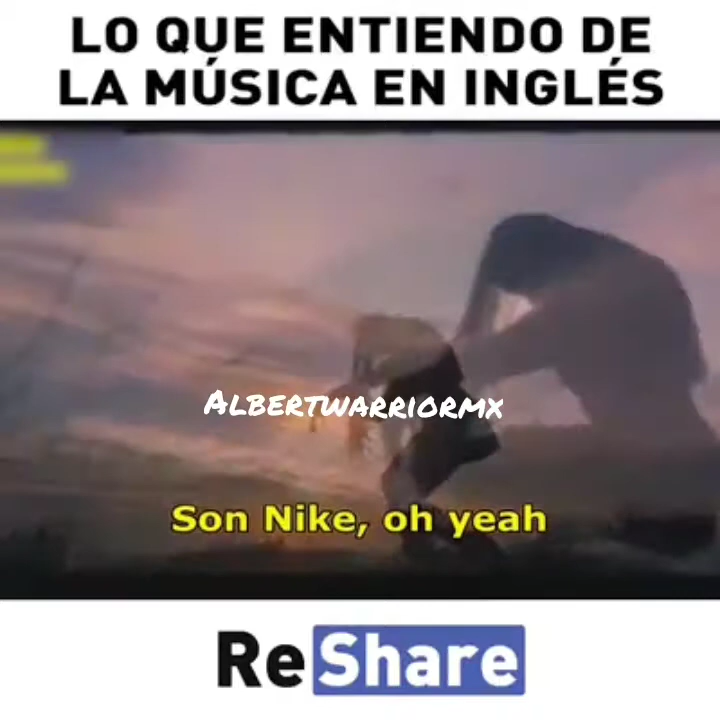 LO QUE ENTIENDO DE
LA MÚSICA EN INGLÉS
ALBERTWARRIORMX
Son Nike, oh yeah
ReShare